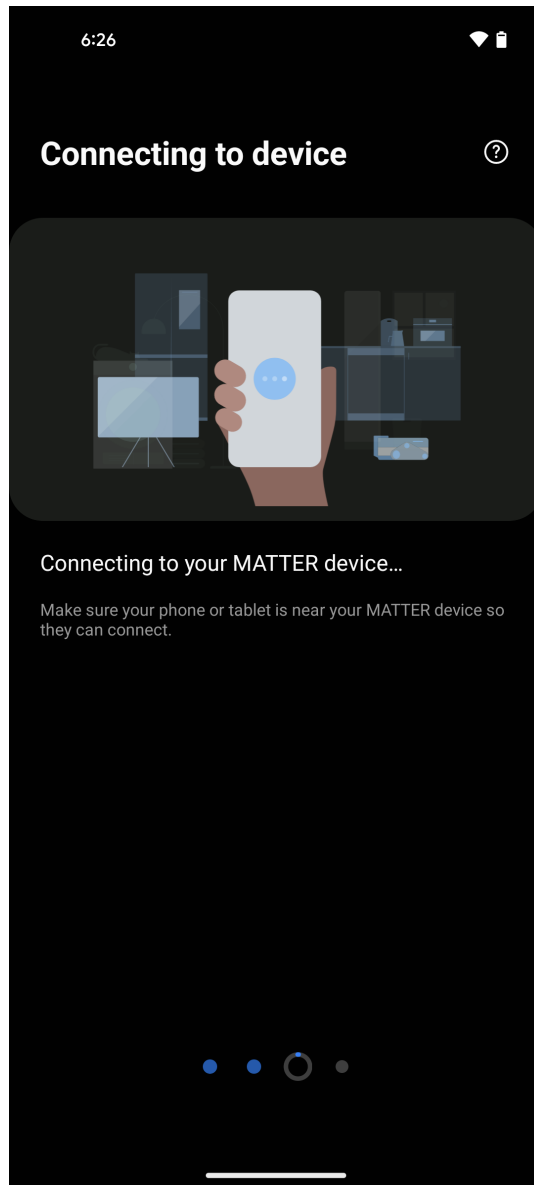 6:26
Connecting to device
Connecting to your MATTER device...
Make sure your phone or tablet is near your MATTER device so
they can connect.